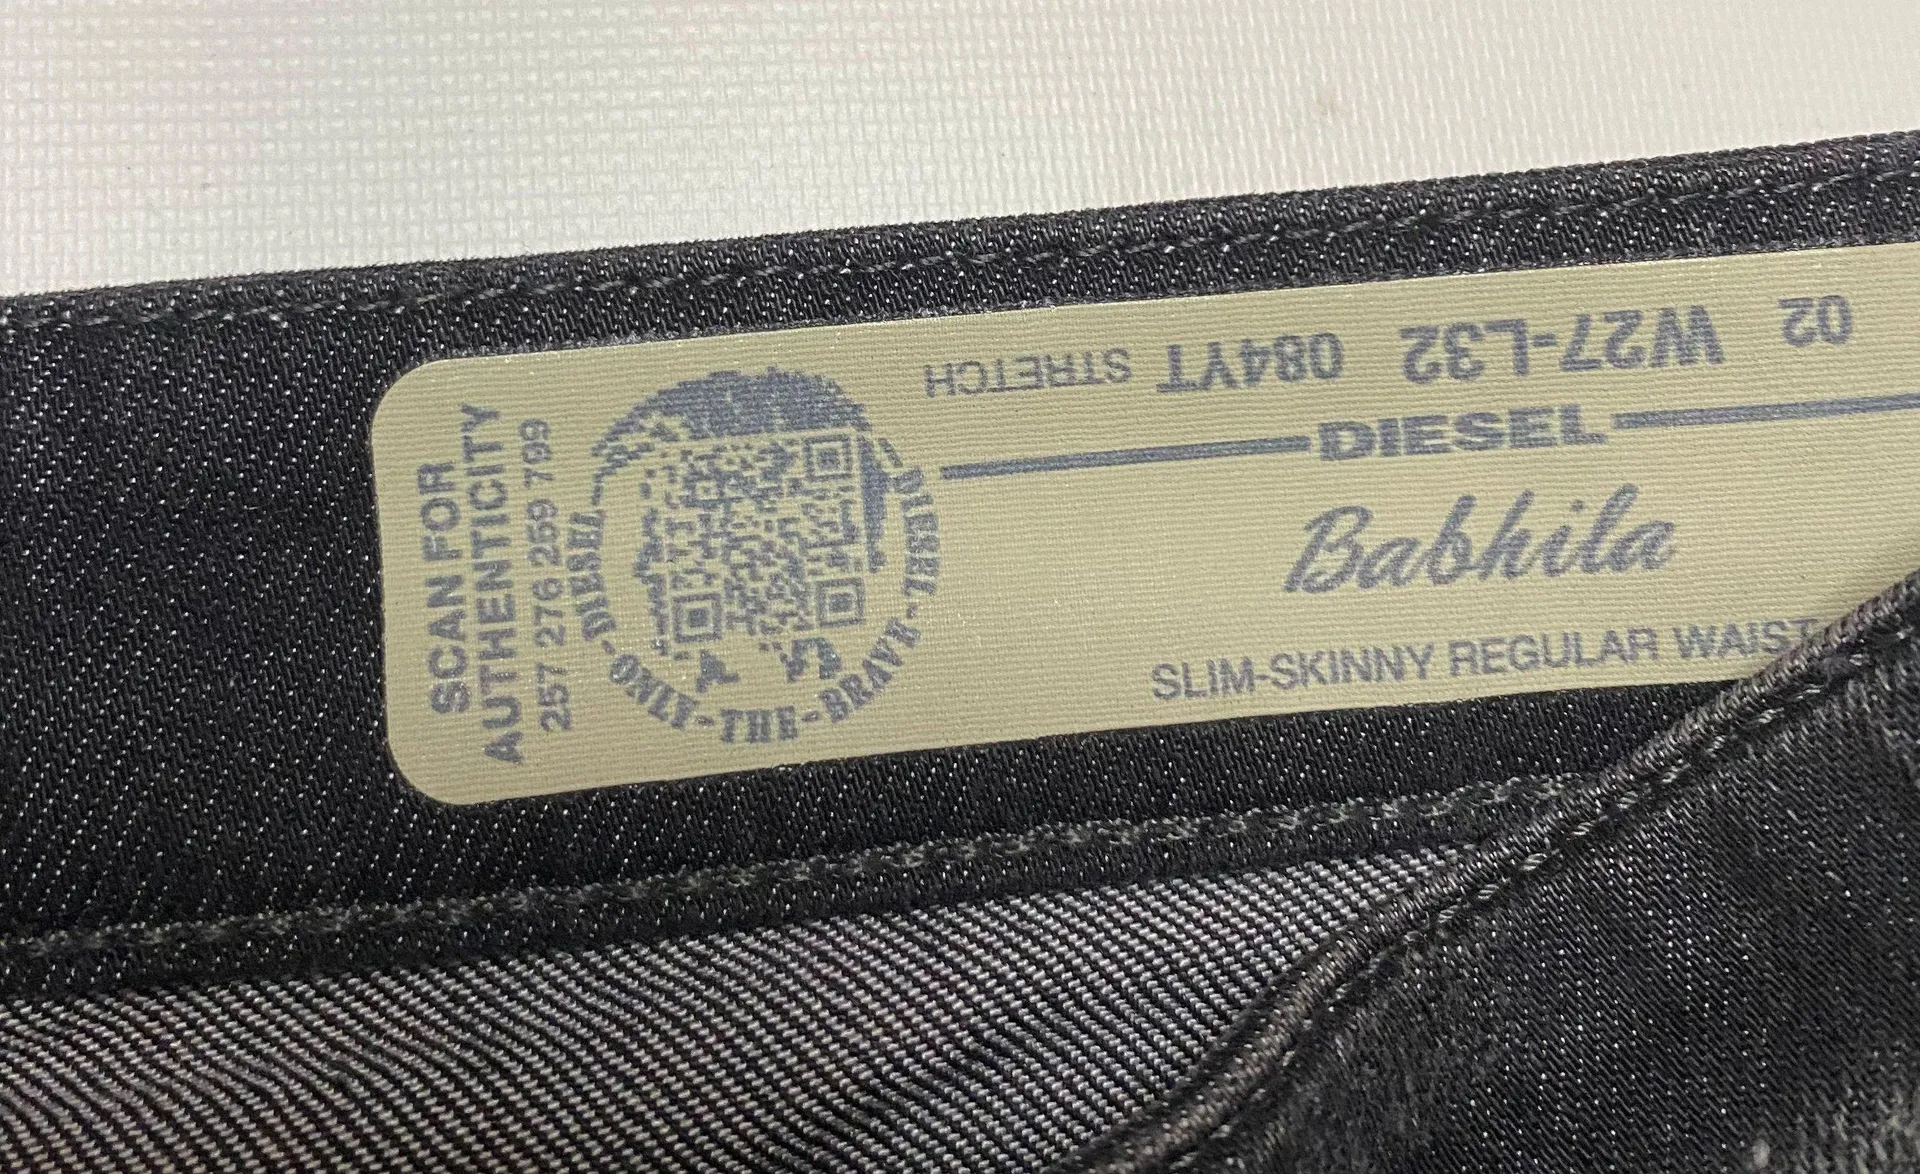 SCAN FOR
AUTHENTICITY
257 276 259 799
DIESEL-ONLY-THE-BRAVE-DIESEL
STRETCH 084YT W27-L32 02
DIESEL
Babhila
SLIM-SKINNY REGULAR WAIST